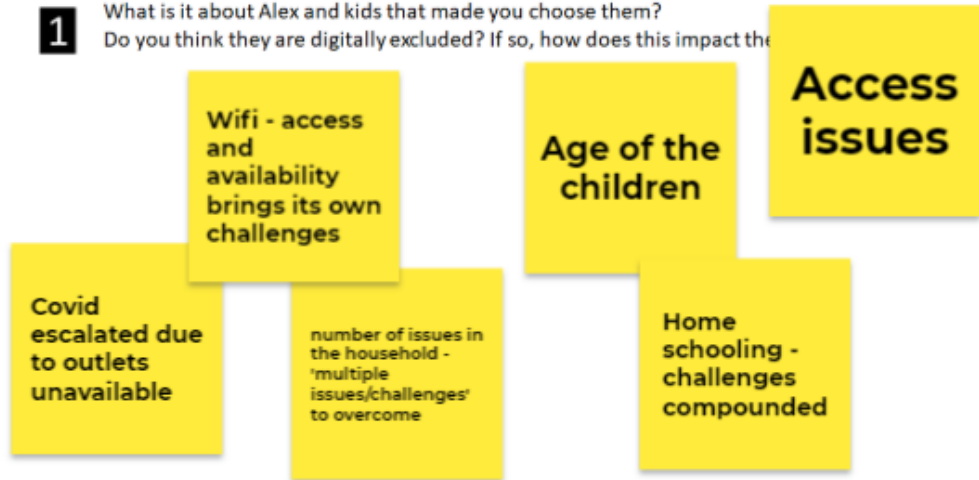 1
What is it about Alex and kids that made you choose them?
Do you think they are digitally excluded? If so, how does this impact
Access
issues
Wifi - access
and
availability
brings its own
challenges
Age of the
children
Covid
escalated due
to outlets
unavailable
number of issues in
the household -
'multiple
issues/challenges'
to overcome
Home
schooling -
challenges
compounded